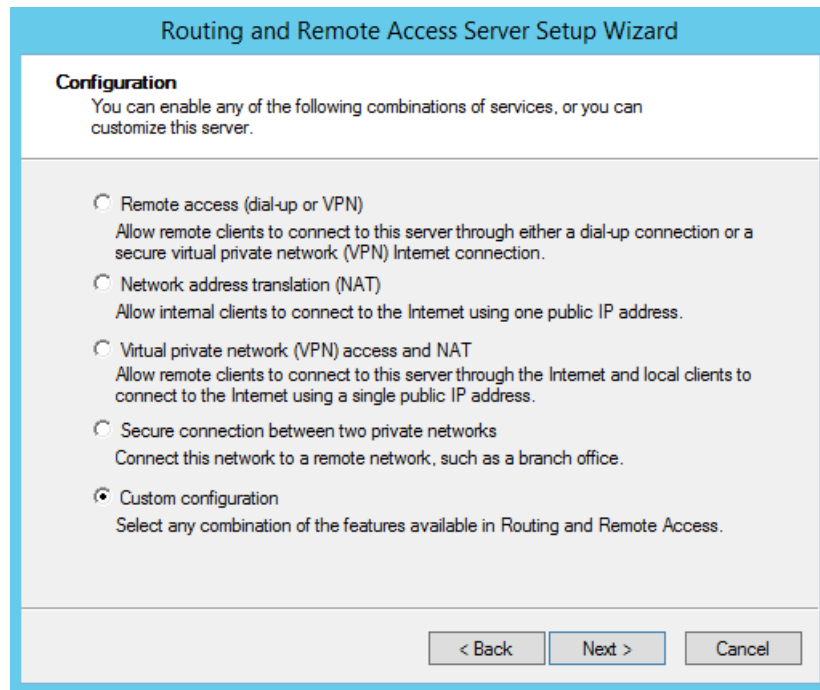 Routing and Remote Access Server Setup Wizard
Configuration
You can enable any of the following combinations of services, or you can
customize this server.
Remote access (dial-up or VPN)
Allow remote clients to connect to this server through either a dial-up connection or a
secure virtual private network (VPN) Internet connection.
Network address translation (NAT)
Allow internal clients to connect to the Internet using one public IP address.
Virtual private network (VPN) access and NAT
Allow remote clients to connect to this server through the Internet and local clients to
connect to the Internet using a single public IP address.
Secure connection between two private networks
Connect this network to a remote network, such as a branch office.
Custom configuration
Select any combination of the features available in Routing and Remote Access.
< Back Next > Cancel